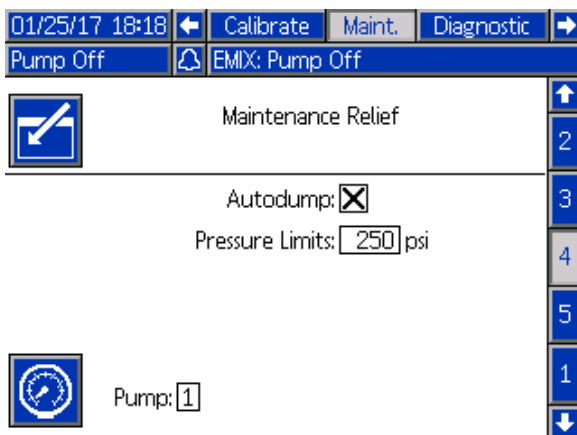 01/25/17 18:18 Calibrate Maint. Diagnostic
Pump Off EMIX: Pump Off
Maintenance Relief
2
Autodump:
3
Pressure Limits: 250 psi
4
5
1
Pump: 1